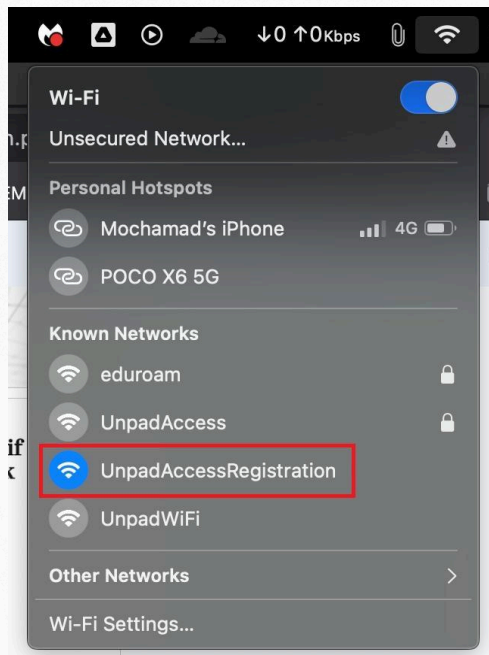 ↓0 ↑0Kbps
Wi-Fi
Unsecured Network...
Personal Hotspots
Mochamad's iPhone 4G
POCO X6 5G
Known Networks
eduroam
UnpadAccess
UnpadAccessRegistration
UnpadWiFi
Other Networks
Wi-Fi Settings...